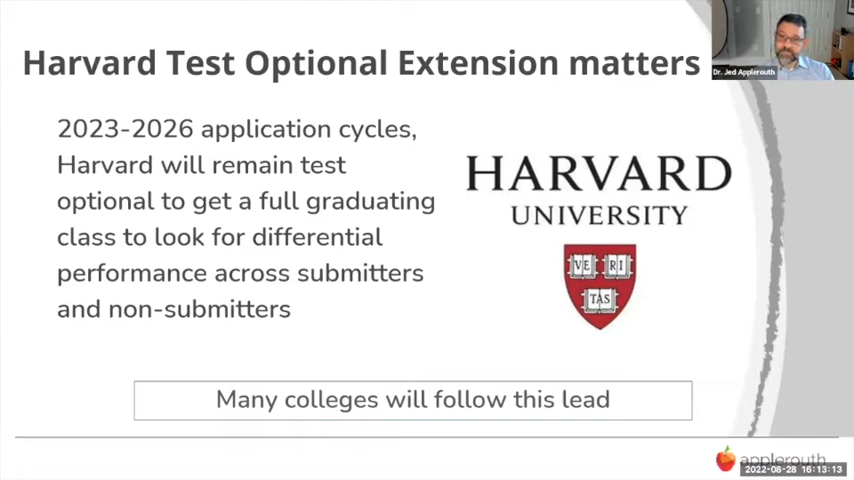 Harvard Test Optional Extension matters
Dr. Jed Applerouth
2023-2026 application cycles,
Harvard will remain test
optional to get a full graduating
class to look for differential
performance across submitters
and non-submitters
HARVARD
UNIVERSITY
VE RI
TAS
Many colleges will follow this lead
applerouth
2022-08-28 16:13:13